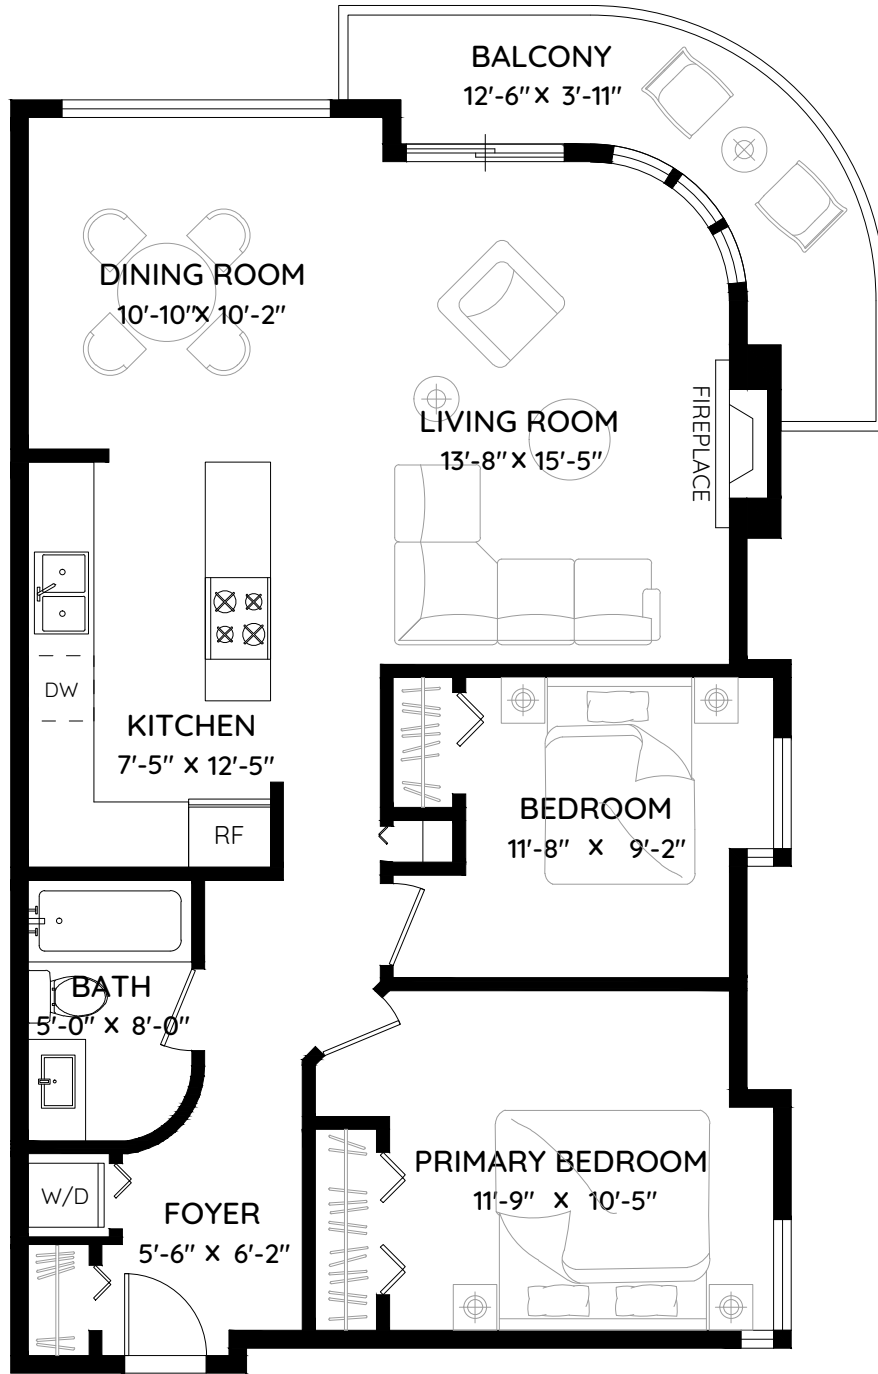 BALCONY
12'-6" X 3'-11"
DINING ROOM
10'-10" X 10'-2"
LIVING ROOM
13'-8" X 15'-5"
FIREPLACE
DW
KITCHEN
7'-5" X 12'-5"
RF
BEDROOM
11'-8" X 9'-2"
BATH
5'-0" X 8'-0"
PRIMARY BEDROOM
11'-9" X 10'-5"
W/D
FOYER
5'-6" X 6'-2"